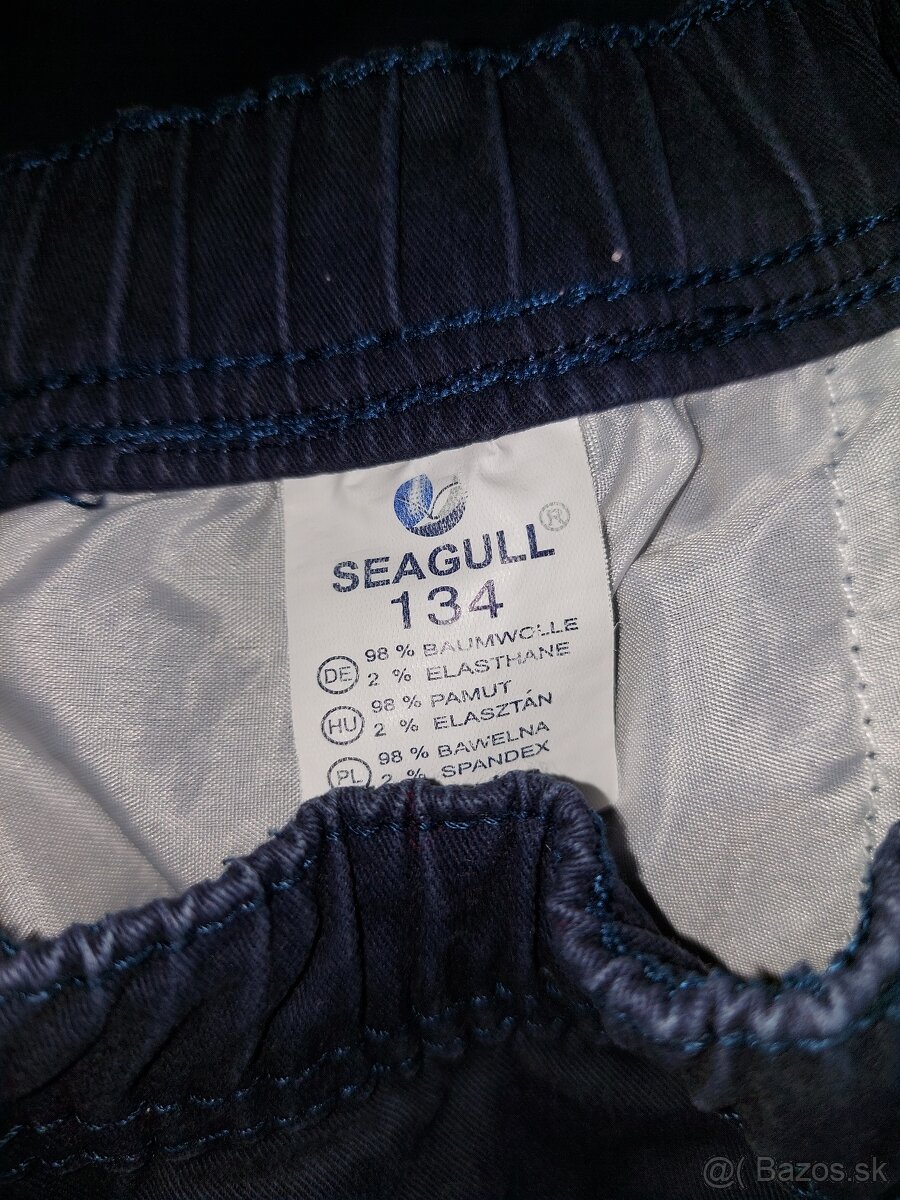 SEAGULL ®
134
DE 98 % BAUMWOLLE
2 % ELASTHANE
HU 98 % PAMUT
2 % ELASZTÁN
PL 98 % BAWELNA
2 % SPANDEX
@( Bazos.sk